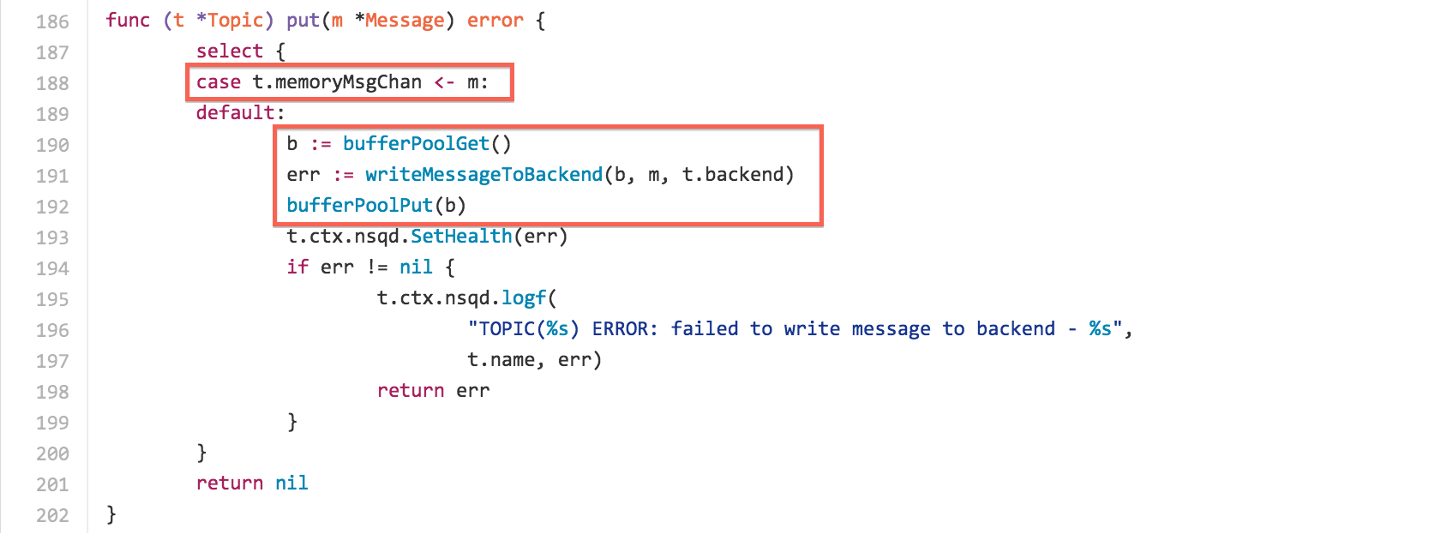 186 func (t *Topic) put(m *Message) error {
187 select {
188 case t.memoryMsgChan <- m:
189 default:
190 b := bufferPoolGet()
191 err := writeMessageToBackend(b, m, t.backend)
192 bufferPoolPut(b)
193 t.ctx.nsqd.SetHealth(err)
194 if err != nil {
195 t.ctx.nsqd.logf(
196 "TOPIC(%s) ERROR: failed to write message to backend - %s",
197 t.name, err)
198 return err
199 }
200 }
201 return nil
202 }